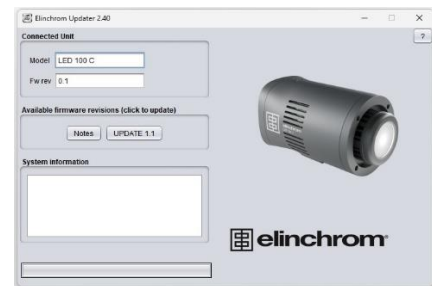 Elinchrom Updater 2.40
?
Connected Unit
Model LED 100 C
Fw rev 0.1
Available firmware revisions (click to update)
Notes UPDATE 1.1
System information
elinchrom